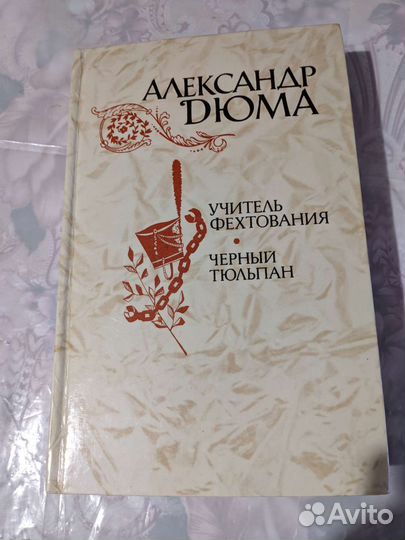 АЛЕКСАНДР
ДЮМА
УЧИТЕЛЬ
ФЕХТОВАНИЯ
•
ЧЕРНЫЙ
ТЮЛЬПАН
Avito